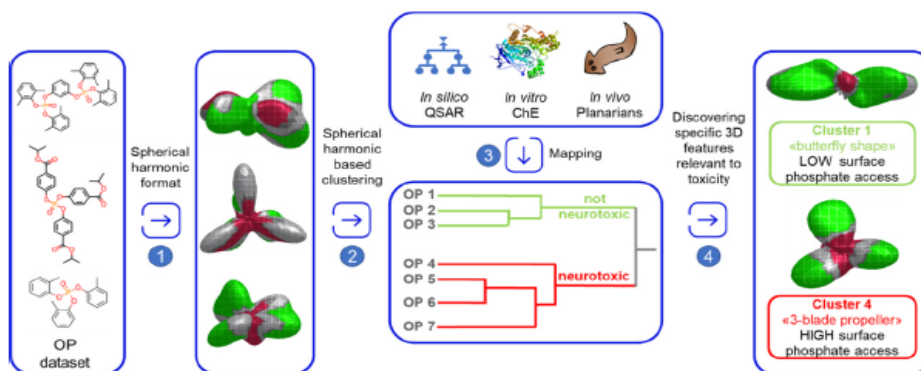 OP
dataset
Spherical
harmonic
format
1
Spherical
harmonic
based
clustering
2
In silico
QSAR
in vitro
ChE
in vivo
Planarians
3
Mapping
OP 1
OP 2
OP 3
not
neurotoxic
OP 4
OP 5
OP 6
OP 7
neurotoxic
Discovering
specific 3D
features
relevant to
toxicity
4
Cluster 1
«butterfly shape»
LOW surface
phosphate access
Cluster 4
«3-blade propeller»
HIGH surface
phosphate access